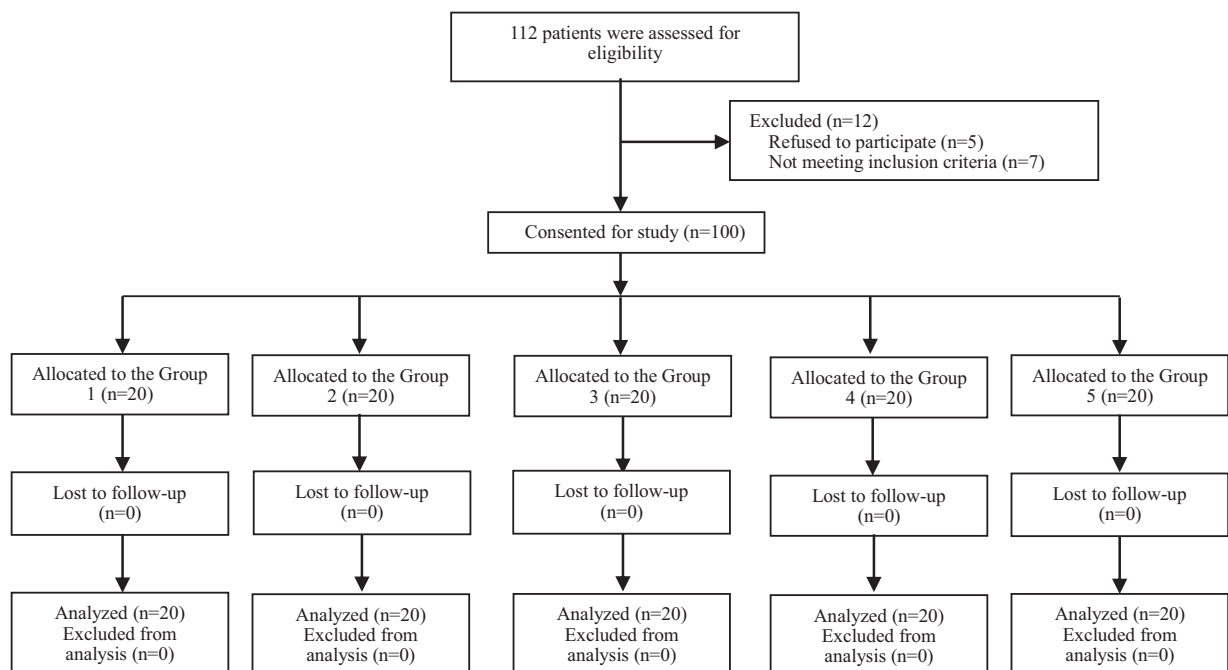 112 patients were assessed for
eligibility
Excluded (n=12)
Refused to participate (n=5)
Not meeting inclusion criteria (n=7)
Consented for study (n=100)
Allocated to the Group
1 (n=20)
Allocated to the Group
2 (n=20)
Allocated to the Group
3 (n=20)
Allocated to the Group
4 (n=20)
Allocated to the Group
5 (n=20)
Lost to follow-up
(n=0)
Lost to follow-up
(n=0)
Lost to follow-up
(n=0)
Lost to follow-up
(n=0)
Lost to follow-up
(n=0)
Analyzed (n=20)
Excluded from
analysis (n=0)
Analyzed (n=20)
Excluded from
analysis (n=0)
Analyzed (n=20)
Excluded from
analysis (n=0)
Analyzed (n=20)
Excluded from
analysis (n=0)
Analyzed (n=20)
Excluded from
analysis (n=0)